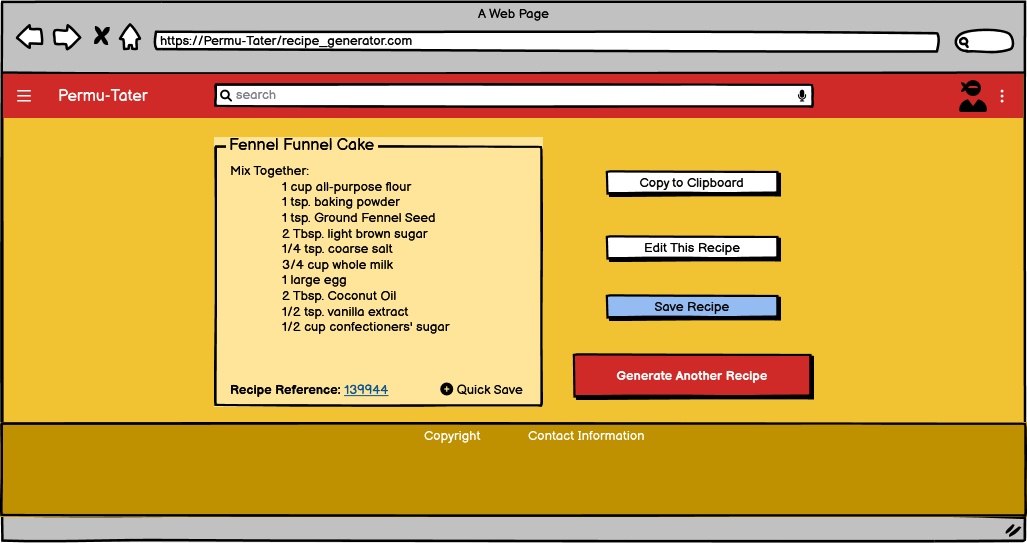 A Web Page
https://Permu-Tater/recipe_generator.com
Permu-Tater
search
Fennel Funnel Cake
Mix Together:
1 cup all-purpose flour
1 tsp. baking powder
1 tsp. Ground Fennel Seed
2 Tbsp. light brown sugar
1/4 tsp. coarse salt
3/4 cup whole milk
1 large egg
2 Tbsp. Coconut Oil
1/2 tsp. vanilla extract
1/2 cup confectioners' sugar
Recipe Reference: 139944
Quick Save
Copy to Clipboard
Edit This Recipe
Save Recipe
Generate Another Recipe
Copyright
Contact Information